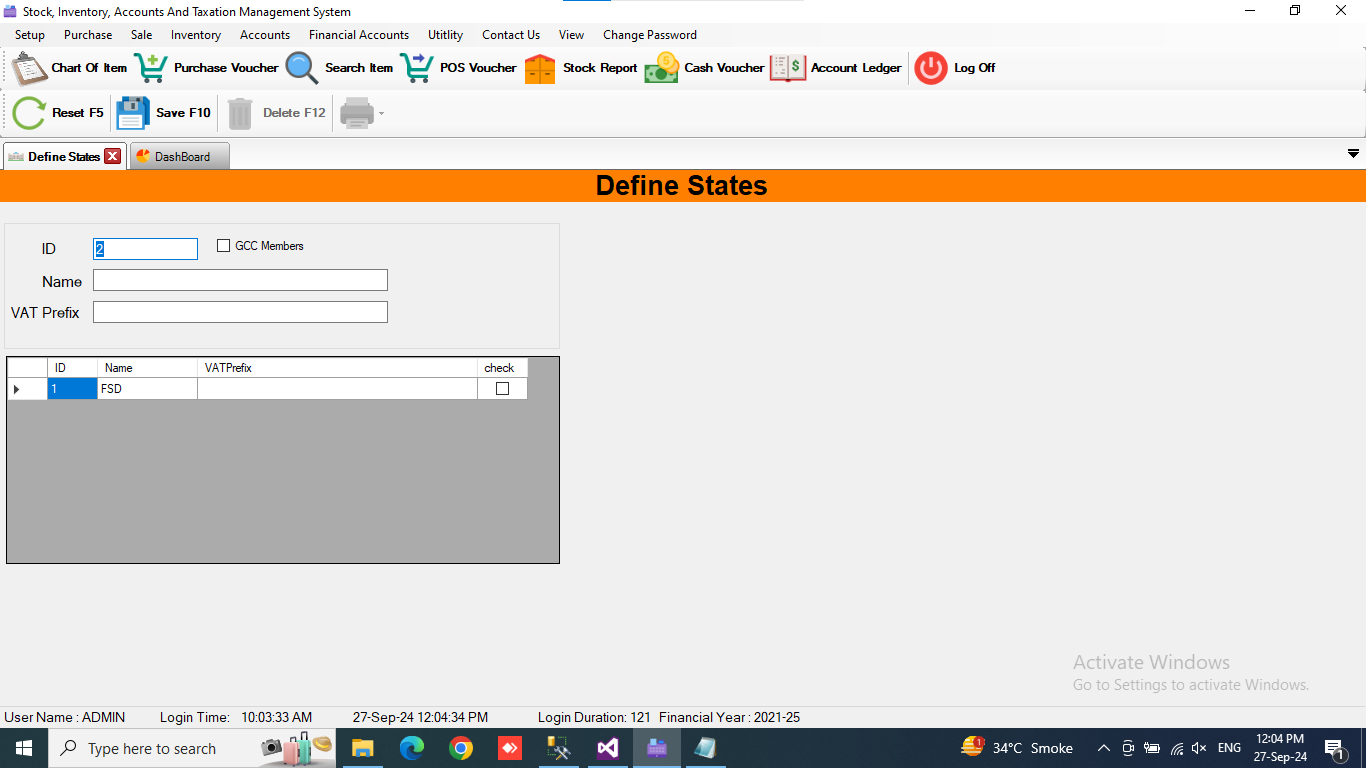 Stock, Inventory, Accounts And Taxation Management System
Setup Purchase Sale Inventory Accounts Financial Accounts Uti​tlity Contact Us View Change Password
Chart Of Item Purchase Voucher Search Item POS Voucher Stock Report 5 Cash Voucher $ Account Ledger Log Off
Reset F5 Save F10 Delete F12
Define States DashBoard
Define States
ID 2 GCC Members
Name
VAT Prefix
ID Name VATPrefix check
1 FSD
Activate Windows
Go to Settings to activate Windows.
User Name : ADMIN Login Time: 10:03:33 AM 27-Sep-24 12:04:34 PM Login Duration: 121 Financial Year : 2021-25
Type here to search 1 34°C Smoke ENG 12:04 PM
27-Sep-24 1